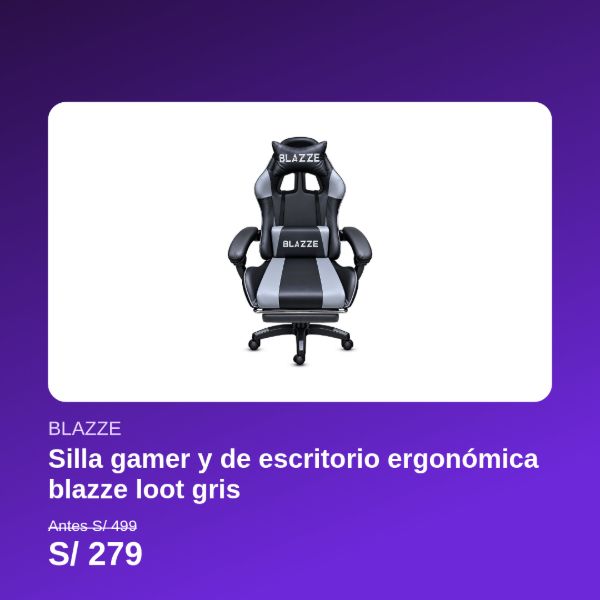 BLAZZE
BLAZZE
BLAZZE
Silla gamer y de escritorio ergonómica
blazze loot gris
Antes S/ 499
S/ 279